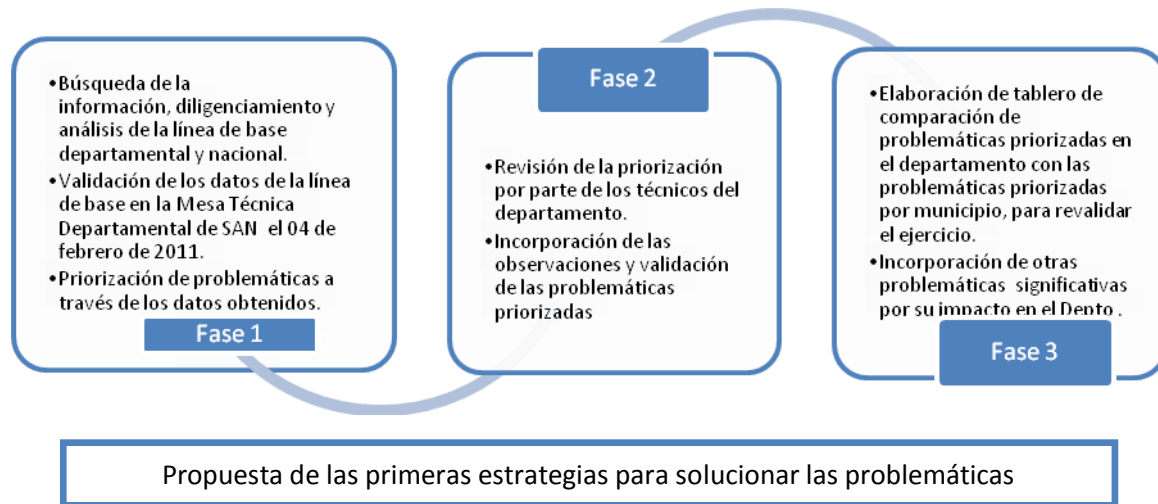 •Búsqueda de la
información, diligenciamiento y
análisis de la línea de base
departamental y nacional.
•Validación de los datos de la línea
de base en la Mesa Técnica
Departamental de SAN el 04 de
febrero de 2011.
•Priorización de problemáticas a
través de los datos obtenidos.
Fase 1
Fase 2
•Revisión de la priorización
por parte de los técnicos del
departamento.
•Incorporación de las
observaciones y validación
de las problemáticas
priorizadas
•Elaboración de tablero de
comparación de
problemáticas priorizadas en
el departamento con las
problemáticas priorizadas
por municipio, para revalidar
el ejercicio.
•Incorporación de otras
problemáticas significativas
por su impacto en el Depto .
Fase 3
Propuesta de las primeras estrategias para solucionar las problemáticas